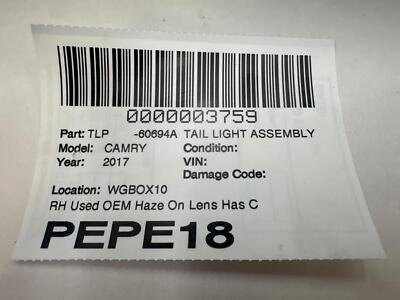 0000003759
Part: TLP -60694A TAIL LIGHT ASSEMBLY
Model: CAMRY Condition:
Year: 2017 VIN:
Damage Code:
Location: WGBOX10
RH Used OEM Haze On Lens Has C
PEPE18